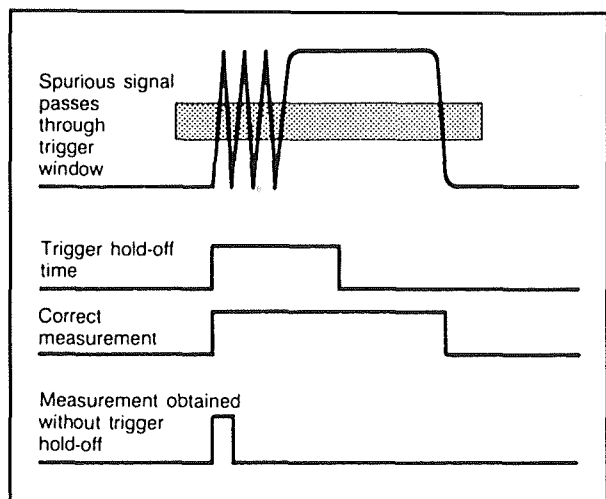 Spurious signal
passes
through
trigger
window
Trigger hold-off
time
Correct
measurement
Measurement obtained
without trigger
hold-off